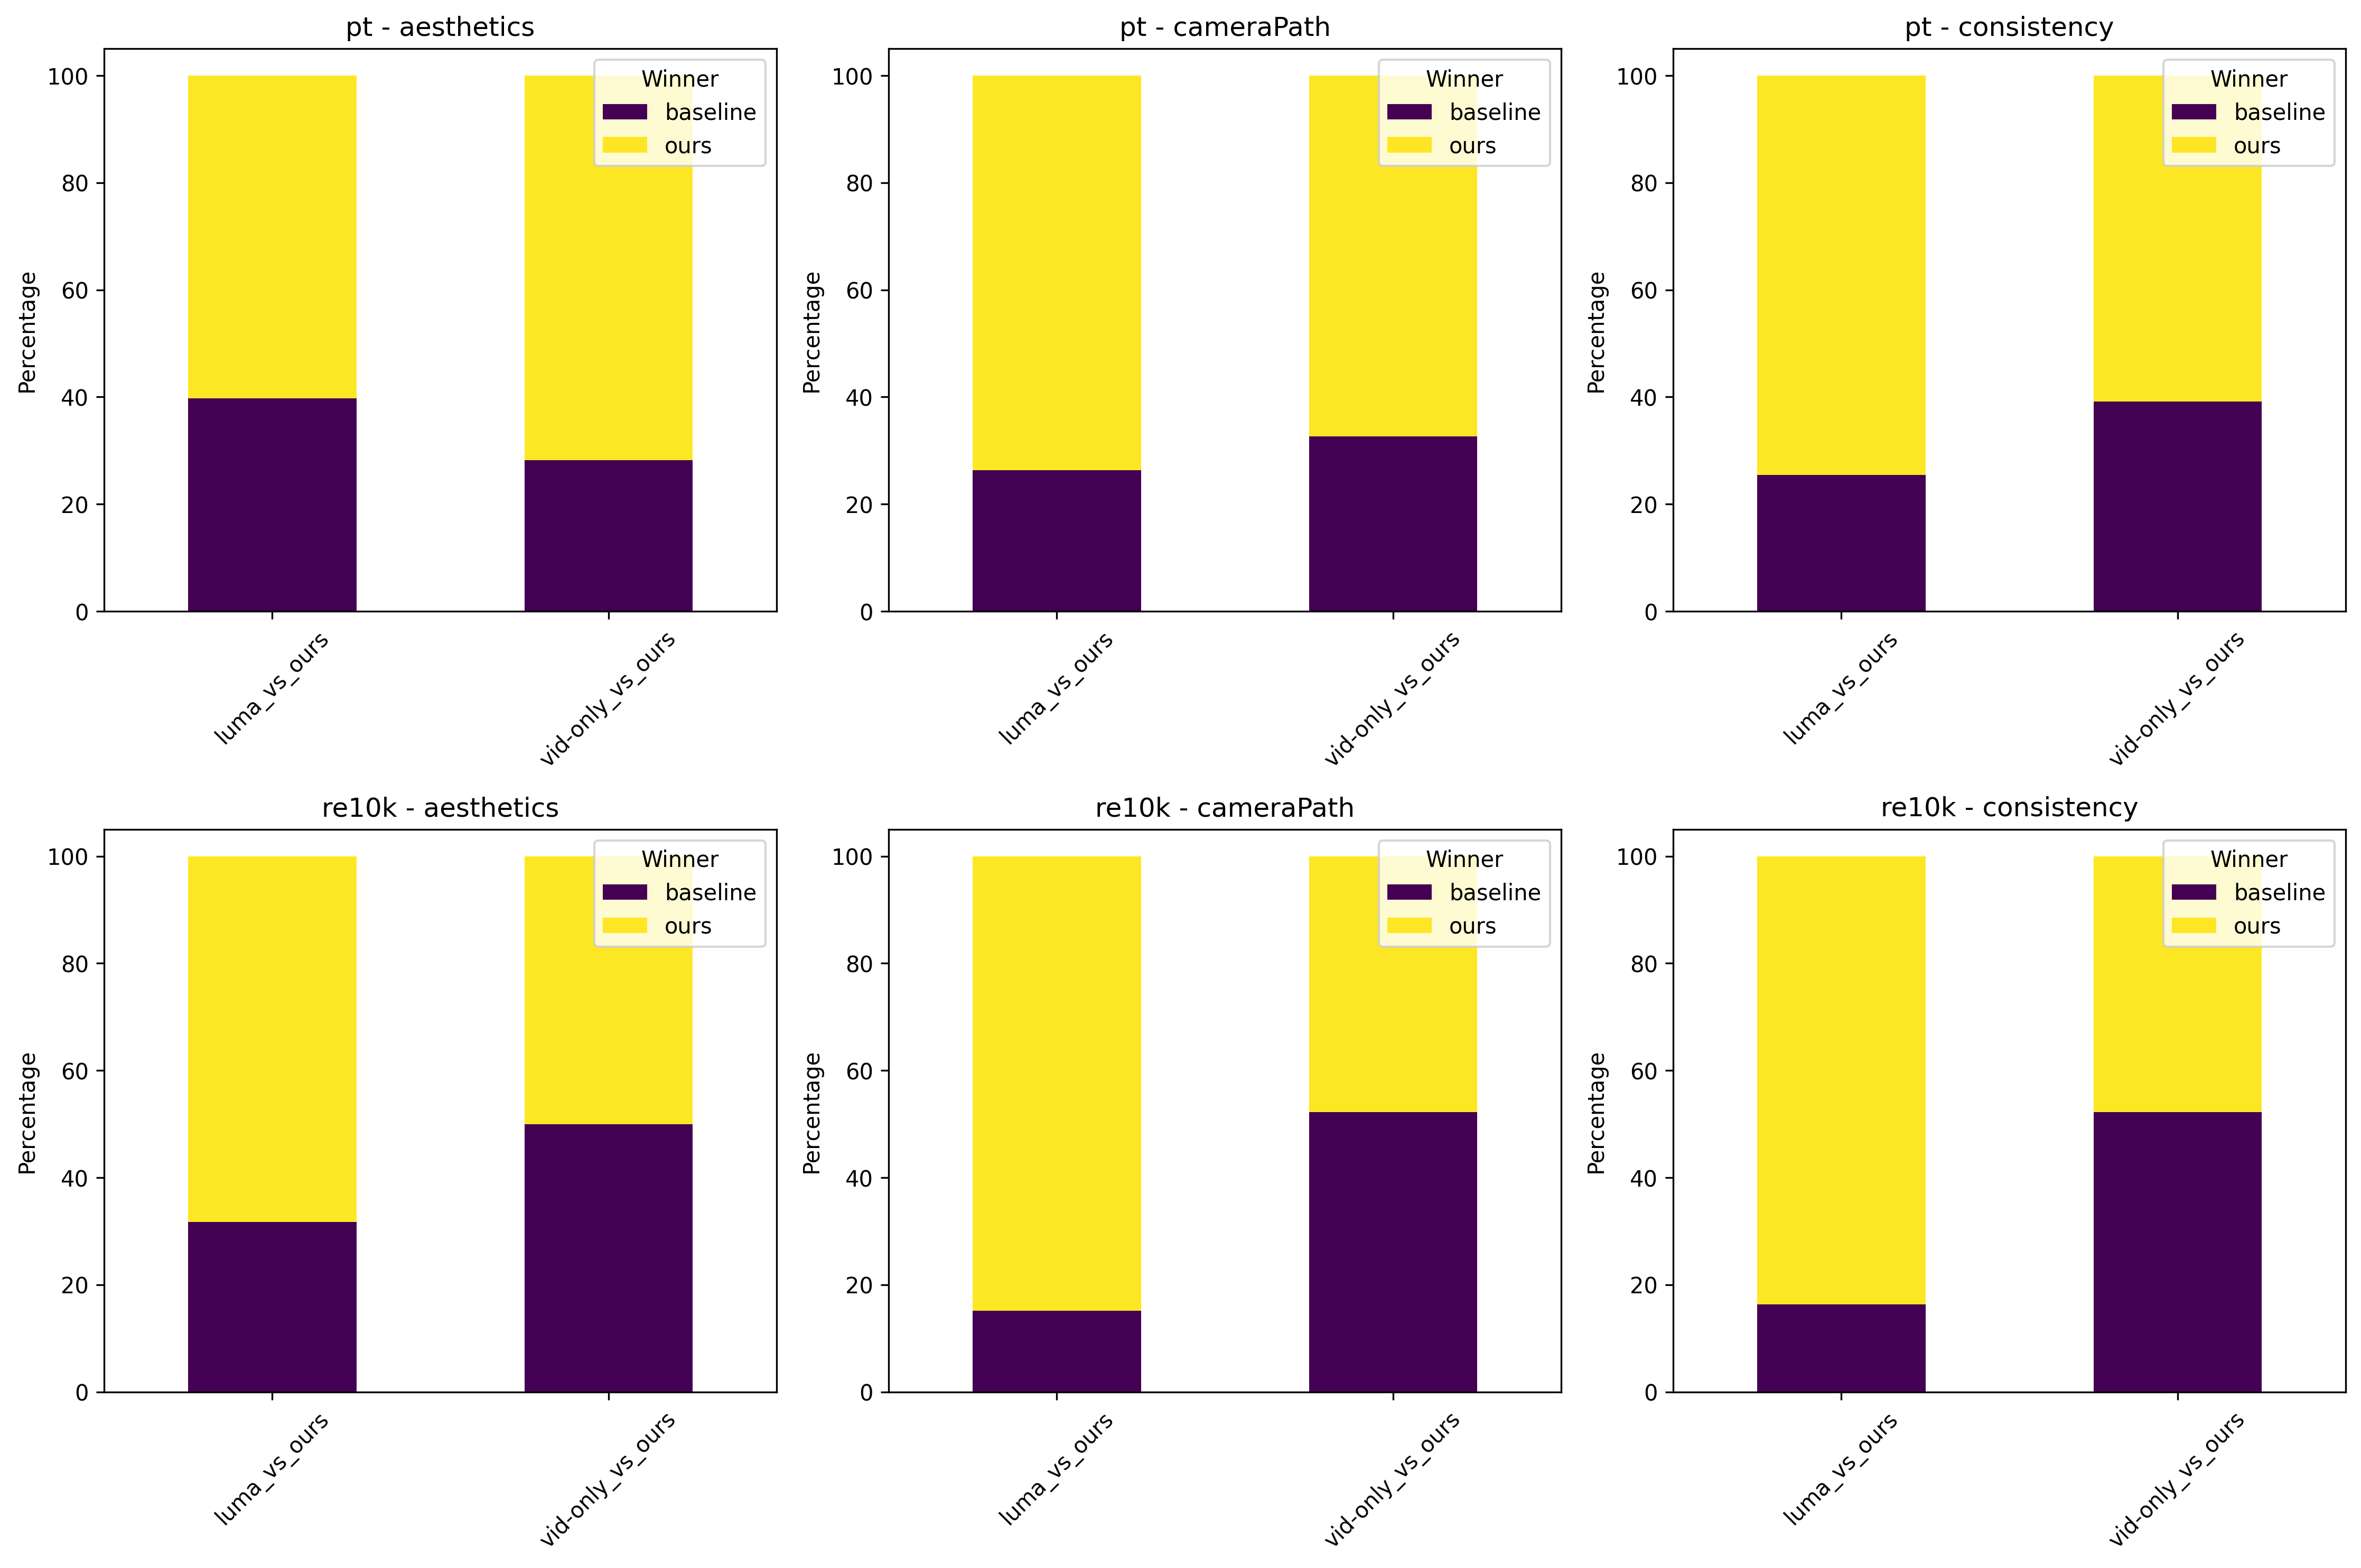 pt - aesthetics
Percentage
100
80
60
40
20
0
Winner
baseline
ours
luma_vs_ours
vid-only_vs_ours
pt - cameraPath
Percentage
100
80
60
40
20
0
Winner
baseline
ours
luma_vs_ours
vid-only_vs_ours
pt - consistency
Percentage
100
80
60
40
20
0
Winner
baseline
ours
luma_vs_ours
vid-only_vs_ours
re10k - aesthetics
Percentage
100
80
60
40
20
0
Winner
baseline
ours
luma_vs_ours
vid-only_vs_ours
re10k - cameraPath
Percentage
100
80
60
40
20
0
Winner
baseline
ours
luma_vs_ours
vid-only_vs_ours
re10k - consistency
Percentage
100
80
60
40
20
0
Winner
baseline
ours
luma_vs_ours
vid-only_vs_ours